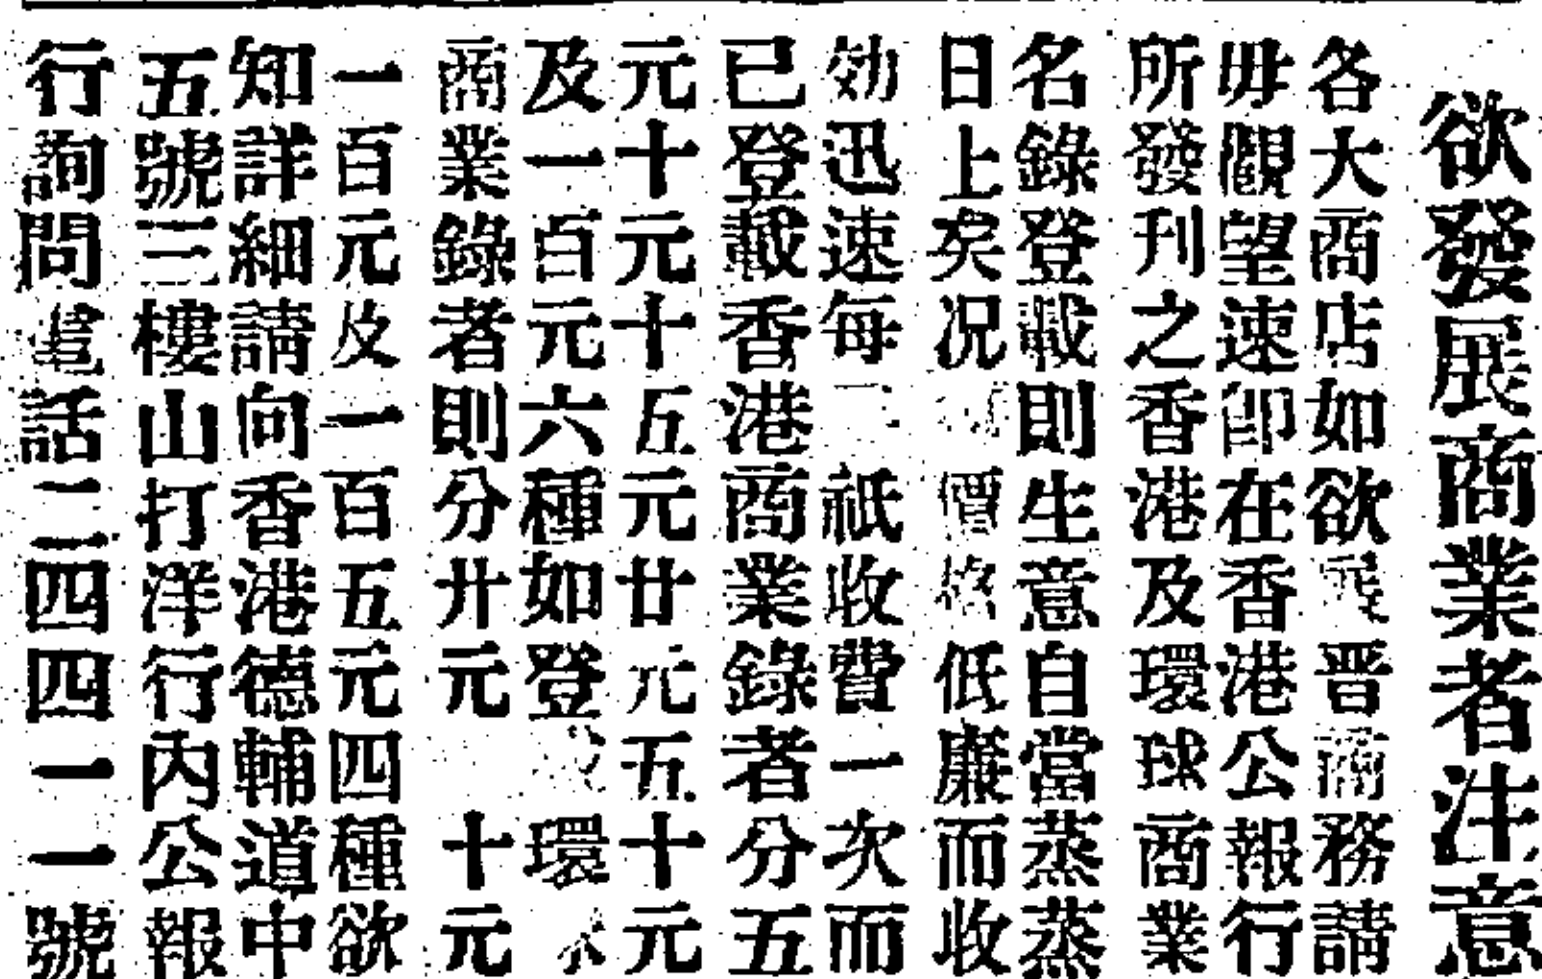 欲發展商業者注意
各大商店如欲展晋商務請
毋觀望速卽在香港公報行
所發刊之香港及環球商業
名錄登載則生意自當蒸蒸
日上矣况價格低廉而收
効迅速每祇收費一次而
已登載香港商業錄者分五
元十元十五元廿元五十元
及一百元六種如登環
商業錄者則分廿元十元
一百元及一百五元四種欲
知詳細請向香港德輔道中
五號三樓山打洋行內公報
行詢問電話二四四一一號